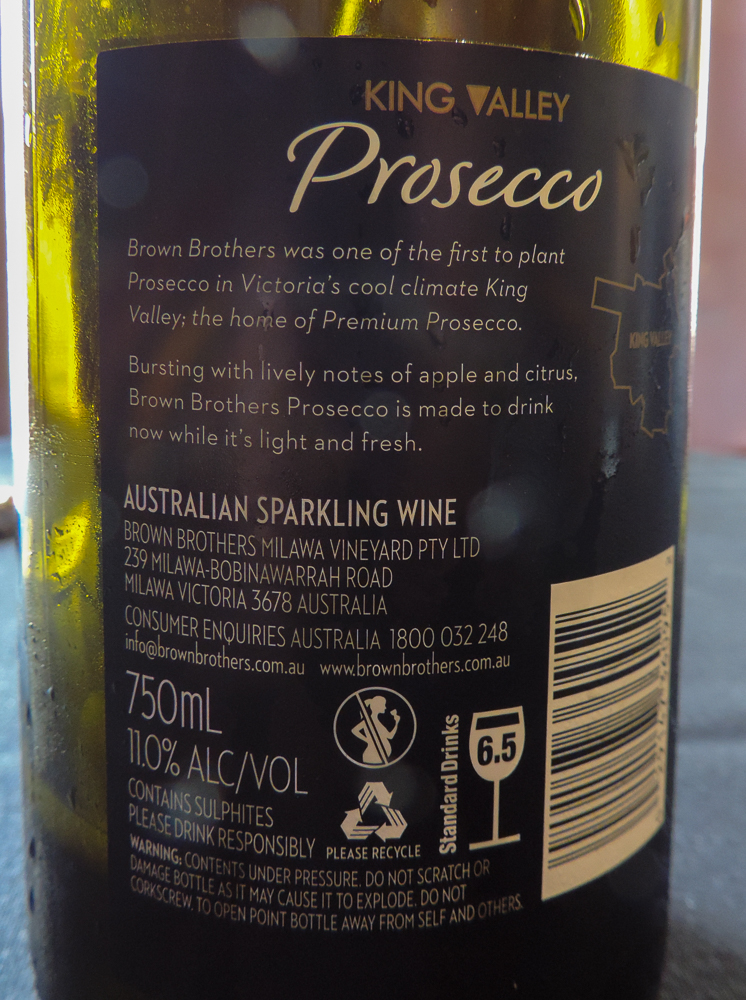 KING VALLEY
Prosecco
Brown Brothers was one of the first to plant
Prosecco in Victoria's cool climate King
Valley; the home of Premium Prosecco.
KING VALLEY
Bursting with lively notes of apple and citrus,
Brown Brothers Prosecco is made to drink
now while it's light and fresh.
AUSTRALIAN SPARKLING WINE
BROWN BROTHERS MILAWA VINEYARD PTY LTD
239 MILAWA-BOBINAWARRAH ROAD
MILAWA VICTORIA 3678 AUSTRALIA
CONSUMER ENQUIRIES AUSTRALIA 1800 032 248
info@brownbrothers.com.au www.brownbrothers.com.au
750mL
11.0% ALC/VOL
CONTAINS SULPHITES
PLEASE DRINK RESPONSIBLY
PLEASE RECYCLE
Standard Drinks
6.5
WARNING: CONTENTS UNDER PRESSURE. DO NOT SCRATCH OR
DAMAGE BOTTLE AS IT MAY CAUSE IT TO EXPLODE. DO NOT
CORKSCREW. TO OPEN POINT BOTTLE AWAY FROM SELF AND OTHERS.